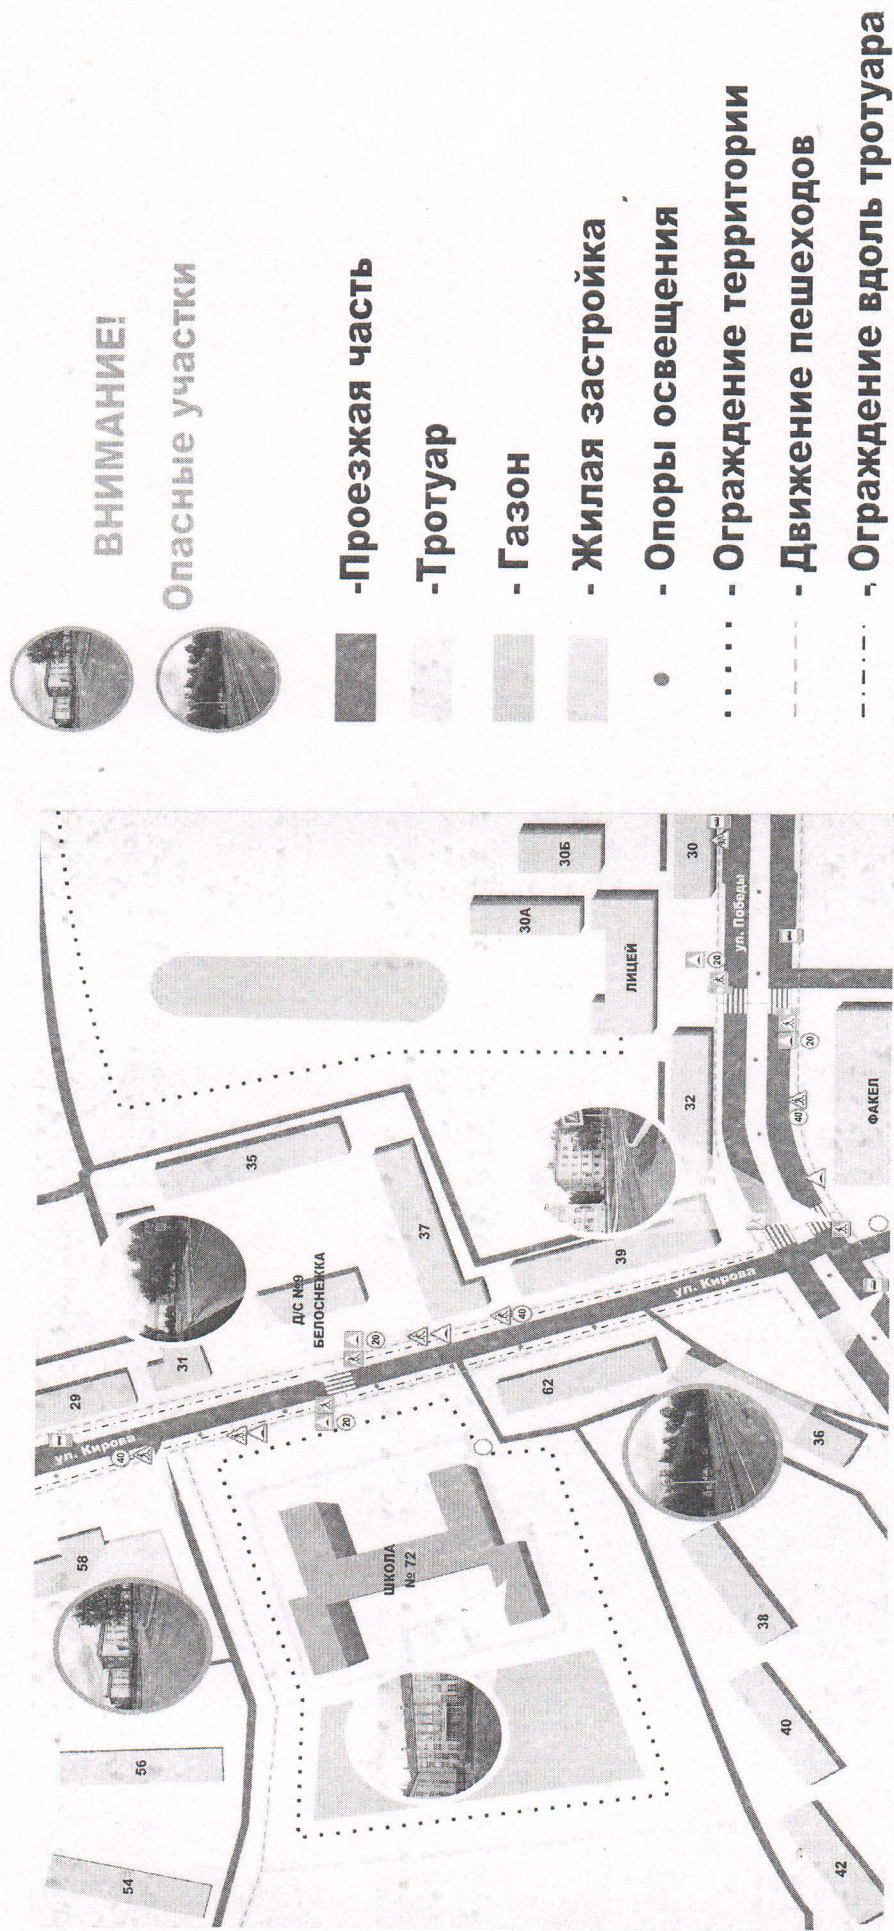 ВНИМАНИЕ!
Опасные участки
-Проезжая часть
-Тротуар
- Газон
- Жилая застройка
- Опоры освещения
- Ограждение территории
- Движение пешеходов
- Ограждение вдоль тротуара
54
56
58
29
31
ул. Кирова
40
20
20
Д/С №9
БЕЛОСНЕЖКА
35
37
39
40
ул. Кирова
ШКОЛА
№ 72
62
36
38
40
42
30А
30Б
ЛИЦЕЙ
30
32
20
ул. Победы
20
40
ФАКЕЛ